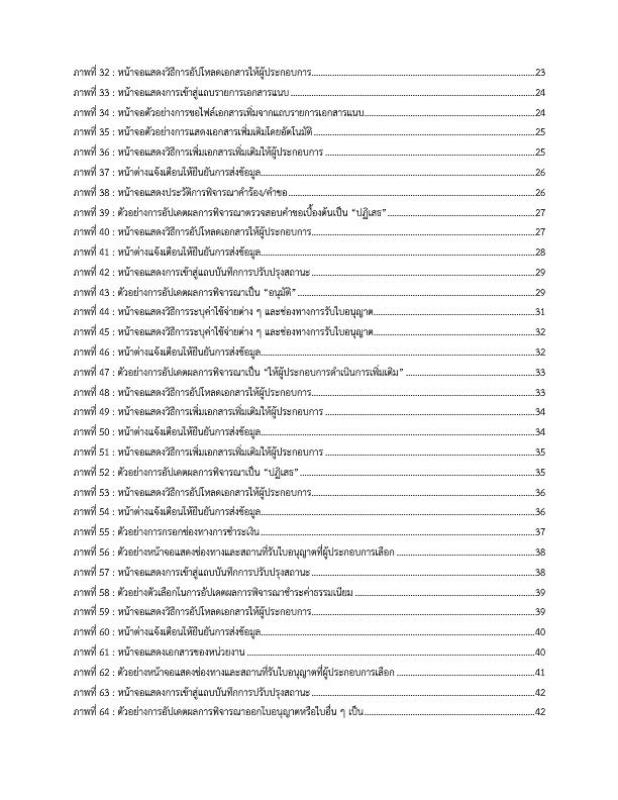 ภาพที่ 32 : หน้าจอแสดงวิธีการอัปโหลดเอกสารให้ผู้ประกอบการ...........23
ภาพที่ 33 : หน้าจอแสดงการเข้าสู่แถบรายการเอกสารแนบ...........24
ภาพที่ 34 : หน้าจอตัวอย่างการขอไฟล์เอกสารเพิ่มจากแถบรายการเอกสารแนบ...........24
ภาพที่ 35 : หน้าจอตัวอย่างการแสดงเอกสารเพิ่มเติมโดยอัตโนมัติ...........25
ภาพที่ 36 : หน้าจอแสดงวิธีการเพิ่มเอกสารเพิ่มเติมให้ผู้ประกอบการ...........25
ภาพที่ 37 : หน้าต่างแจ้งเตือนให้ยืนยันการส่งข้อมูล...........26
ภาพที่ 38 : หน้าจอแสดงประวัติการพิจารณาคำร้อง/คำขอ...........26
ภาพที่ 39 : ตัวอย่างการอัปเดตผลการพิจารณาตรวจสอบคำขอเบื้องต้นเป็น “ปฏิเสธ”...........27
ภาพที่ 40 : หน้าจอแสดงวิธีการอัปโหลดเอกสารให้ผู้ประกอบการ...........27
ภาพที่ 41 : หน้าต่างแจ้งเตือนให้ยืนยันการส่งข้อมูล...........28
ภาพที่ 42 : หน้าจอแสดงการเข้าสู่แถบบันทึกการปรับปรุงสถานะ...........29
ภาพที่ 43 : ตัวอย่างการอัปเดตผลการพิจารณาเป็น “อนุมัติ”...........29
ภาพที่ 44 : หน้าจอแสดงวิธีการระบุค่าใช้จ่ายต่าง ๆ และช่องทางการรับใบอนุญาต...........31
ภาพที่ 45 : หน้าจอแสดงวิธีการระบุค่าใช้จ่ายต่าง ๆ และช่องทางการรับใบอนุญาต...........32
ภาพที่ 46 : หน้าต่างแจ้งเตือนให้ยืนยันการส่งข้อมูล...........32
ภาพที่ 47 : ตัวอย่างการอัปเดตผลการพิจารณาเป็น “ให้ผู้ประกอบการดำเนินการเพิ่มเติม”...........33
ภาพที่ 48 : หน้าจอแสดงวิธีการอัปโหลดเอกสารให้ผู้ประกอบการ...........33
ภาพที่ 49 : หน้าจอแสดงวิธีการเพิ่มเอกสารเพิ่มเติมให้ผู้ประกอบการ...........34
ภาพที่ 50 : หน้าต่างแจ้งเตือนให้ยืนยันการส่งข้อมูล...........34
ภาพที่ 51 : หน้าจอแสดงวิธีการเพิ่มเอกสารเพิ่มเติมให้ผู้ประกอบการ...........35
ภาพที่ 52 : ตัวอย่างการอัปเดตผลการพิจารณาเป็น “ปฏิเสธ”...........35
ภาพที่ 53 : หน้าจอแสดงวิธีการอัปโหลดเอกสารให้ผู้ประกอบการ...........36
ภาพที่ 54 : หน้าต่างแจ้งเตือนให้ยืนยันการส่งข้อมูล...........36
ภาพที่ 55 : ตัวอย่างการกรอกช่องทางการชำระเงิน...........37
ภาพที่ 56 : ตัวอย่างหน้าจอแสดงช่องทางและสถานที่รับใบอนุญาตที่ผู้ประกอบการเลือก...........38
ภาพที่ 57 : หน้าจอแสดงการเข้าสู่แถบบันทึกการปรับปรุงสถานะ...........38
ภาพที่ 58 : ตัวอย่างตัวเลือกในการอัปเดตผลการพิจารณาชำระค่าธรรมเนียม...........39
ภาพที่ 59 : หน้าจอแสดงวิธีการอัปโหลดเอกสารให้ผู้ประกอบการ...........39
ภาพที่ 60 : หน้าต่างแจ้งเตือนให้ยืนยันการส่งข้อมูล...........40
ภาพที่ 61 : หน้าจอแสดงเอกสารของหน่วยงาน...........40
ภาพที่ 62 : ตัวอย่างหน้าจอแสดงช่องทางและสถานที่รับใบอนุญาตที่ผู้ประกอบการเลือก...........41
ภาพที่ 63 : หน้าจอแสดงการเข้าสู่แถบบันทึกการปรับปรุงสถานะ...........42
ภาพที่ 64 : ตัวอย่างการอัปเดตผลการพิจารณาออกใบอนุญาตหรือใบอื่น ๆ เป็น...........42